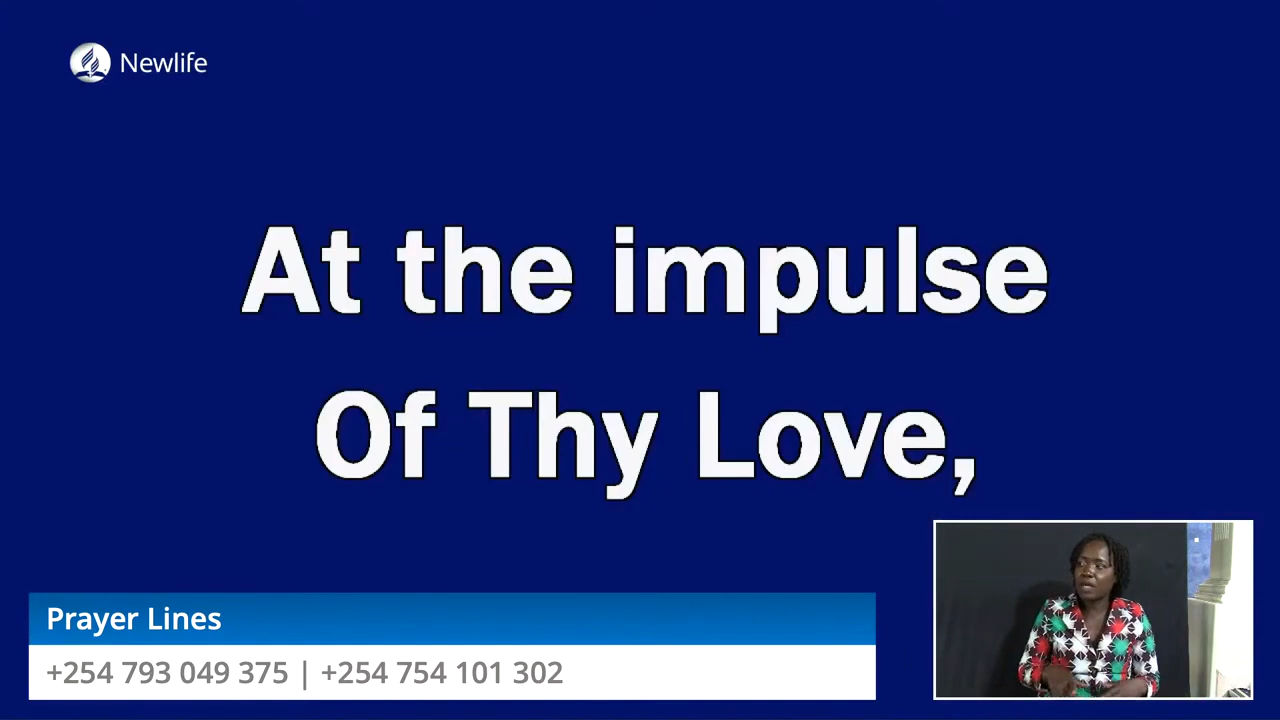 Newlife
At the impulse
Of Thy Love,
Prayer Lines
+254 793 049 375 | +254 754 101 302